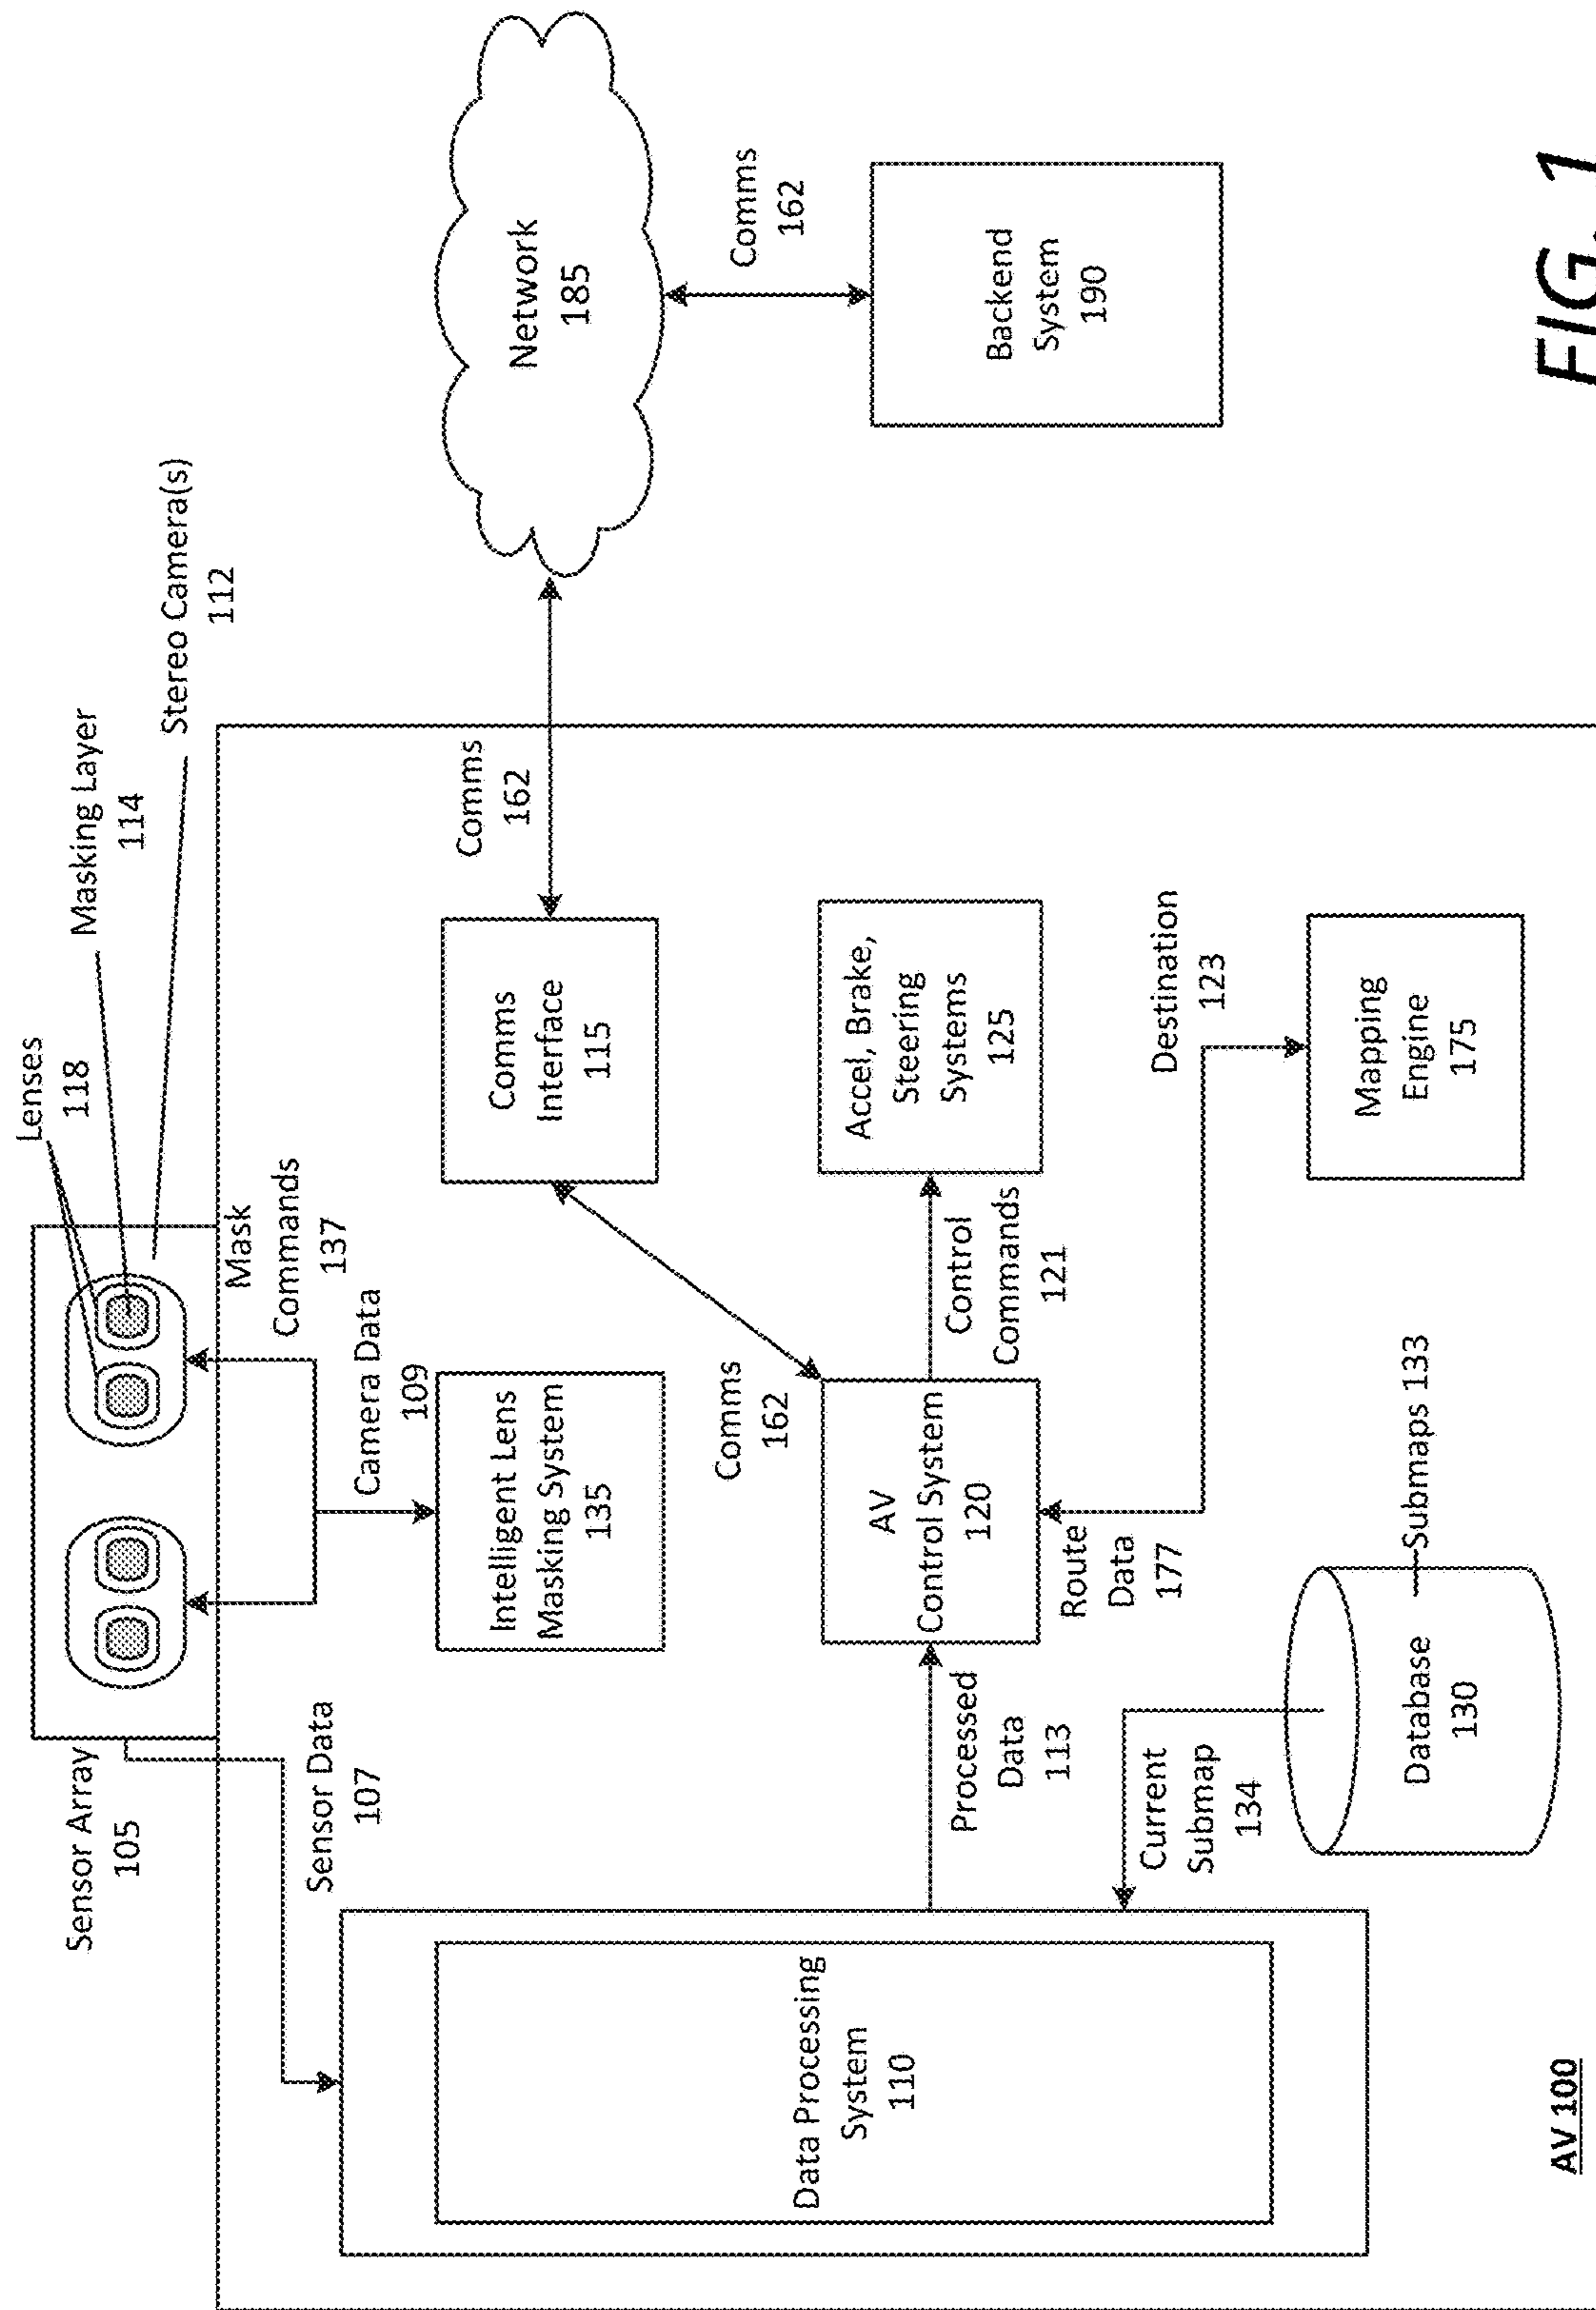 Sensor Array
105
Lenses
118
Masking Layer
114
Stereo Camera(s)
112
Sensor Data
107
Mask
Commands
137
Camera Data
109
Intelligent Lens
Masking System
135
Comms
Interface
115
Comms
162
Network
185
Comms
162
Backend
System
190
Comms
162
Data Processing
System
110
Processed
Data
113
AV
Control System
120
Control
Commands
121
Accel, Brake,
Steering
Systems
125
Route
Data
177
Destination
123
Mapping
Engine
175
Current
Submap
134
Database
130
Submaps 133
AV 100
FIG. 1